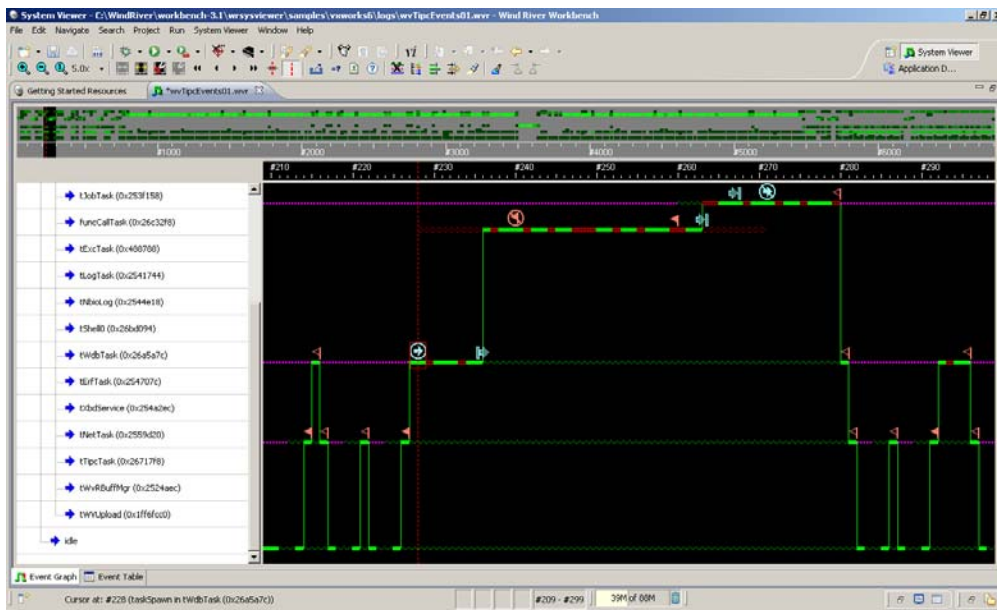 System Viewer - C:\WindRiver\workbench-3.1\wrsysviewer\samples\vxworks6\logs\wvTipcEvents01.wvr - Wind River Workbench
File Edit Navigate Search Project Run System Viewer Window Help
System Viewer
5.0x
Application D...
Getting Started Resources
*wvTipcEvents01.wvr
#1000 #2000 #3000 #4000 #5000 #6000
#210 #220 #230 #240 #250 #260 #270 #280 #290
tJobTask (0x253f158)
funcCallTask (0x26c32f8)
tExcTask (0x488788)
tLogTask (0x2541744)
tNbioLog (0x2544e18)
tShell0 (0x26bd094)
tWdbTask (0x26a5a7c)
tErfTask (0x254707c)
tXbdService (0x254a2ec)
tNetTask (0x2559d20)
tTipcTask (0x26717f8)
tWvRBuffMgr (0x2524aec)
tWVUpload (0x1ff6fcc0)
idle
Event Graph Event Table
Cursor at: #228 (taskSpawn in tWdbTask (0x26a5a7c))
#209 - #299
39M of 88M